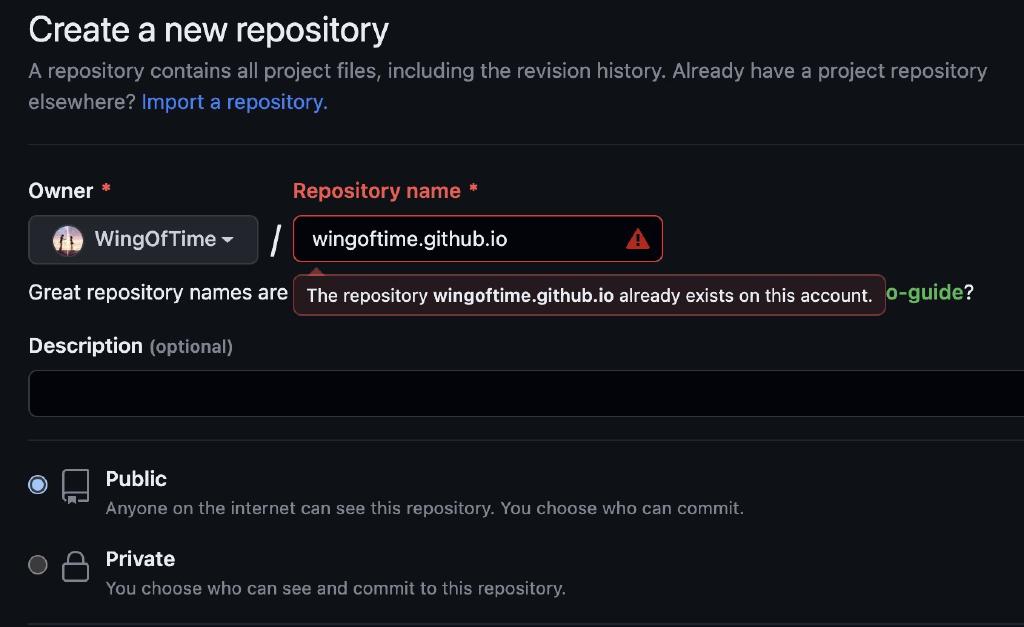 Create a new repository
A repository contains all project files, including the revision history. Already have a project repository
elsewhere? Import a repository.
Owner *
Repository name *
WingOfTime
/
wingoftime.github.io
Great repository names are
The repository wingoftime.github.io already exists on this account.
o-guide?
Description (optional)
Public
Anyone on the internet can see this repository. You choose who can commit.
Private
You choose who can see and commit to this repository.